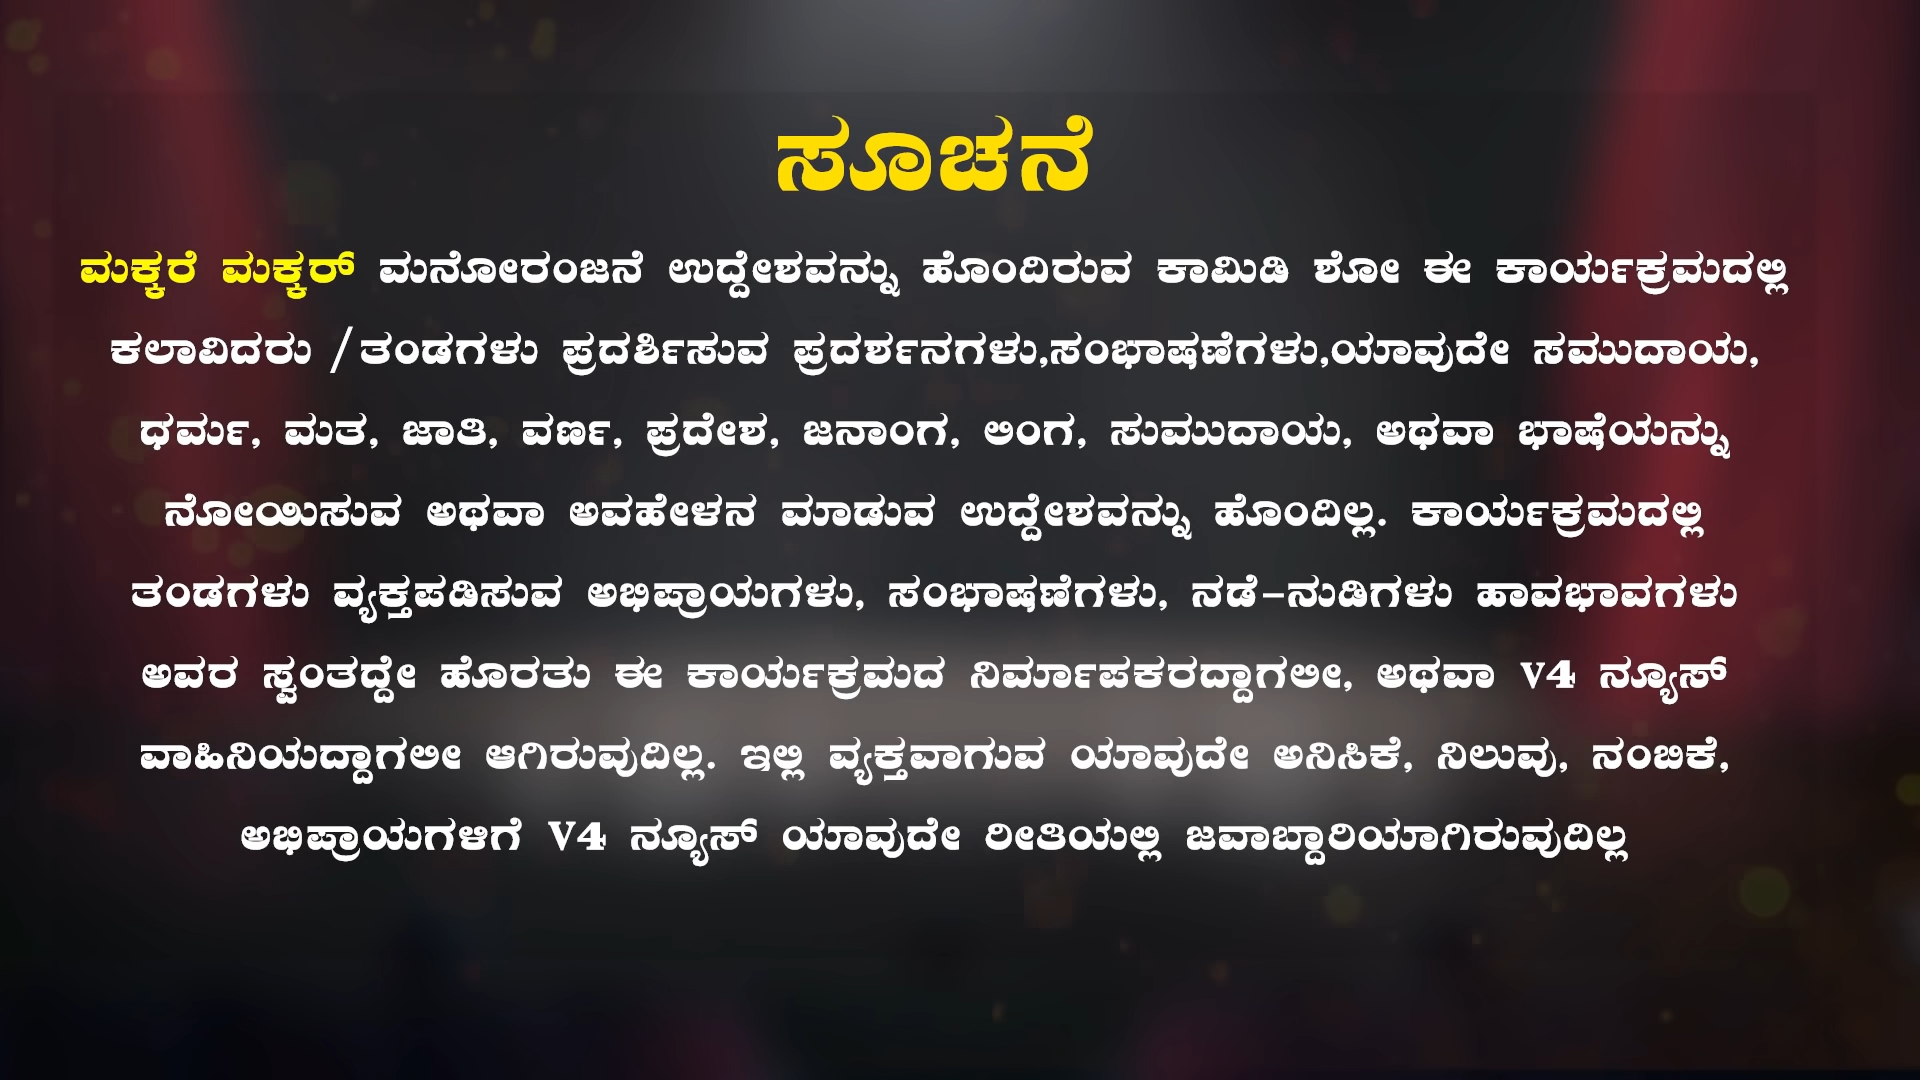 ಸೂಚನೆ
ಮಕ್ಕರೆ ಮಕ್ಕರ್ ಮನೋರಂಜನೆ ಉದ್ದೇಶವನ್ನು ಹೊಂದಿರುವ ಕಾಮಿಡಿ ಶೋ ಈ ಕಾರ್ಯಕ್ರಮದಲ್ಲಿ
ಕಲಾವಿದರು /ತಂಡಗಳು ಪ್ರದರ್ಶಿಸುವ ಪ್ರದರ್ಶನಗಳು,ಸಂಭಾಷಣೆಗಳು,ಯಾವುದೇ ಸಮುದಾಯ,
ಧರ್ಮ, ಮತ, ಜಾತಿ, ವರ್ಣ, ಪ್ರದೇಶ, ಜನಾಂಗ, ಲಿಂಗ, ಸುಮುದಾಯ, ಅಥವಾ ಭಾಷೆಯನ್ನು
ನೋಯಿಸುವ ಅಥವಾ ಅವಹೇಳನ ಮಾಡುವ ಉದ್ದೇಶವನ್ನು ಹೊಂದಿಲ್ಲ. ಕಾರ್ಯಕ್ರಮದಲ್ಲಿ
ತಂಡಗಳು ವ್ಯಕ್ತಪಡಿಸುವ ಅಭಿಪ್ರಾಯಗಳು, ಸಂಭಾಷಣೆಗಳು, ನಡೆ-ನುಡಿಗಳು ಹಾವಭಾವಗಳು
ಅವರ ಸ್ವಂತದ್ದೇ ಹೊರತು ಈ ಕಾರ್ಯಕ್ರಮದ ನಿರ್ಮಾಪಕರದ್ದಾಗಲೀ, ಅಥವಾ V4 ನ್ಯೂಸ್
ವಾಹಿನಿಯದ್ದಾಗಲೀ ಆಗಿರುವುದಿಲ್ಲ. ಇಲ್ಲಿ ವ್ಯಕ್ತವಾಗುವ ಯಾವುದೇ ಅನಿಸಿಕೆ, ನಿಲುವು, ನಂಬಿಕೆ,
ಅಭಿಪ್ರಾಯಗಳಿಗೆ V4 ನ್ಯೂಸ್ ಯಾವುದೇ ರೀತಿಯಲ್ಲಿ ಜವಾಬ್ದಾರಿಯಾಗಿರುವುದಿಲ್ಲ